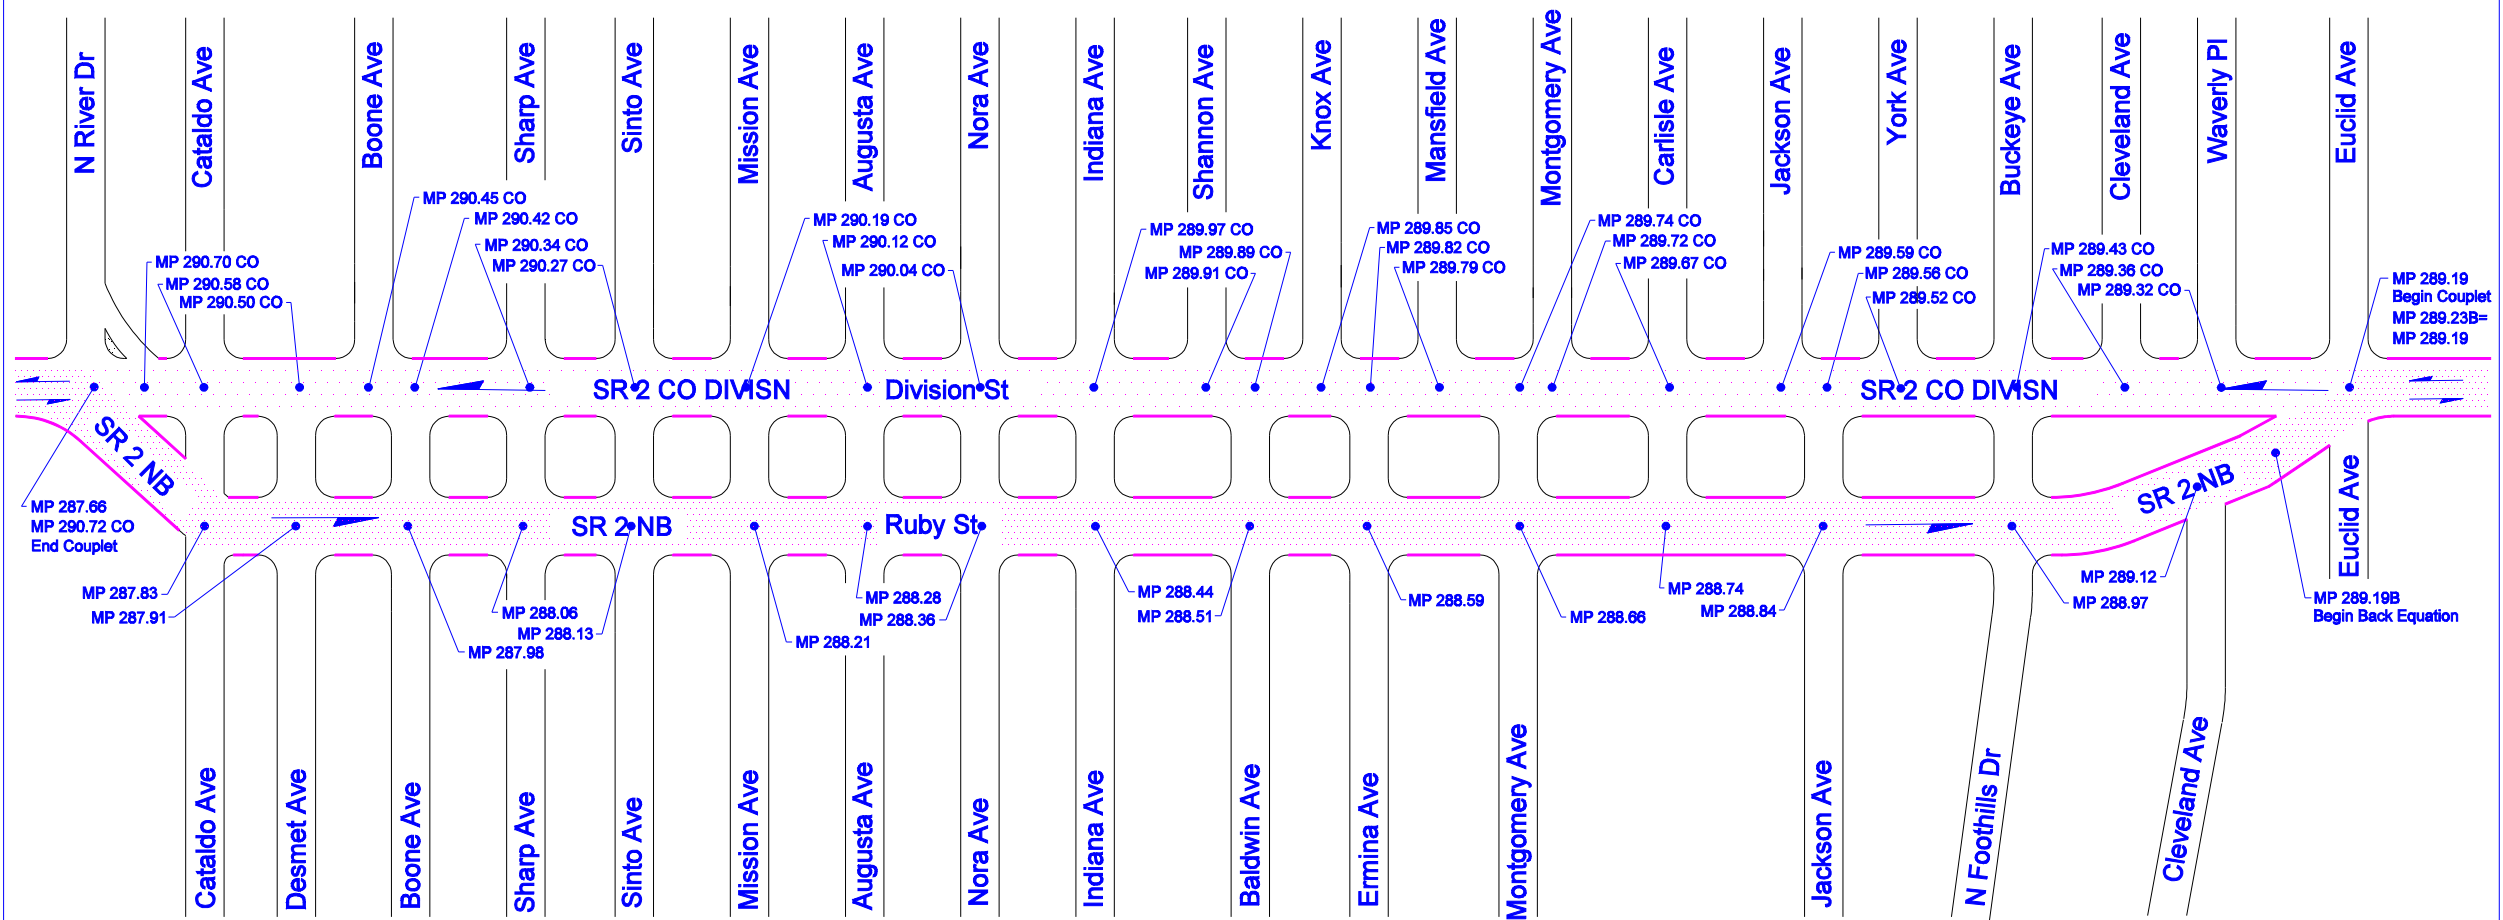 N River Dr
Cataldo Ave
Boone Ave
Sharp Ave
Sinto Ave
Mission Ave
Augusta Ave
Nora Ave
Indiana Ave
Shannon Ave
Knox Ave
Mansfield Ave
Montgomery Ave
Carlisle Ave
Jackson Ave
York Ave
Buckeye Ave
Cleveland Ave
Waverly Pl
Euclid Ave
MP 290.70 CO
MP 290.58 CO
MP 290.50 CO
MP 290.45 CO
MP 290.42 CO
MP 290.34 CO
MP 290.27 CO
MP 290.19 CO
MP 290.12 CO
MP 290.04 CO
MP 289.97 CO
MP 289.89 CO
MP 289.91 CO
MP 289.85 CO
MP 289.82 CO
MP 289.79 CO
MP 289.74 CO
MP 289.72 CO
MP 289.67 CO
MP 289.59 CO
MP 289.56 CO
MP 289.52 CO
MP 289.43 CO
MP 289.36 CO
MP 289.32 CO
MP 289.19
Begin Couplet
MP 289.23B=
MP 289.19
SR 2 CO DIVISN
Division St
SR 2 CO DIVISN
SR 2 NB
SR 2 NB
Ruby St
SR 2 NB
Euclid Ave
MP 287.66
MP 290.72 CO
End Couplet
MP 287.83
MP 287.91
MP 287.98
MP 288.06
MP 288.13
MP 288.21
MP 288.28
MP 288.36
MP 288.44
MP 288.51
MP 288.59
MP 288.66
MP 288.74
MP 288.84
MP 288.97
MP 289.12
MP 289.19B
Begin Back Equation
Cataldo Ave
Desmet Ave
Boone Ave
Sharp Ave
Sinto Ave
Mission Ave
Augusta Ave
Nora Ave
Indiana Ave
Baldwin Ave
Ermina Ave
Montgomery Ave
Jackson Ave
N Foothills Dr
Cleveland Ave